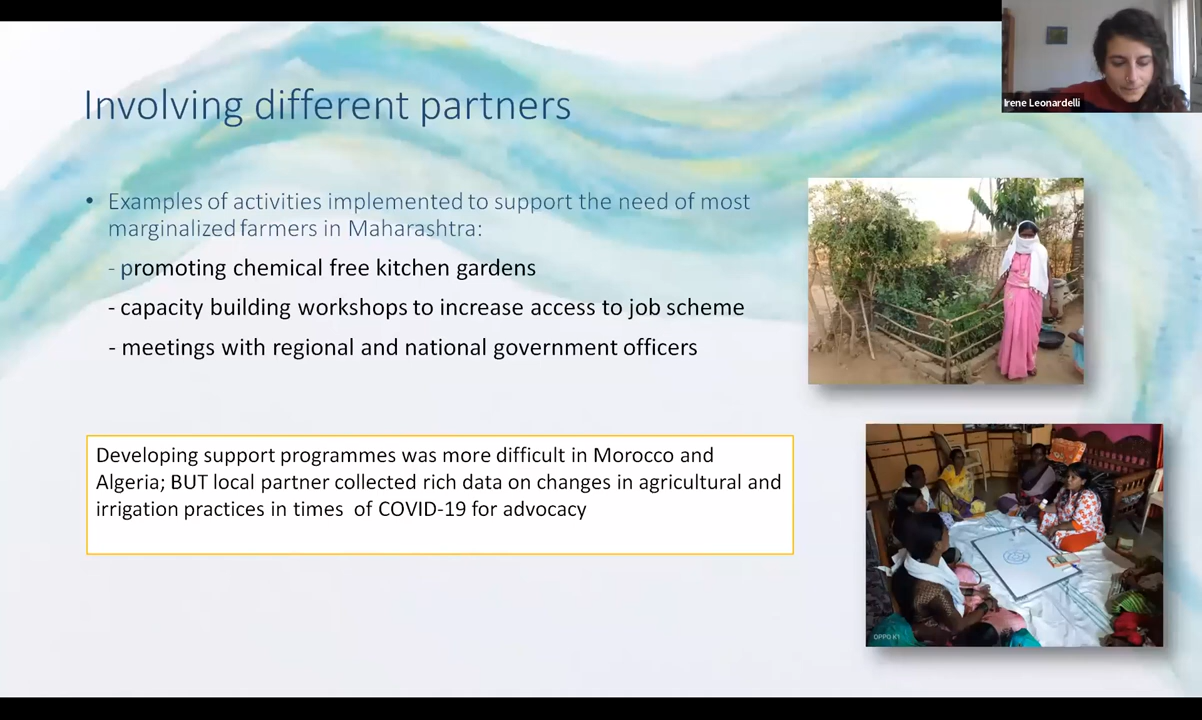 Irene Leonardelli
Involving different partners
• Examples of activities implemented to support the need of most
marginalized farmers in Maharashtra:
- promoting chemical free kitchen gardens
- capacity building workshops to increase access to job scheme
- meetings with regional and national government officers
Developing support programmes was more difficult in Morocco and
Algeria; BUT local partner collected rich data on changes in agricultural and
irrigation practices in times of COVID-19 for advocacy
OPPO K1